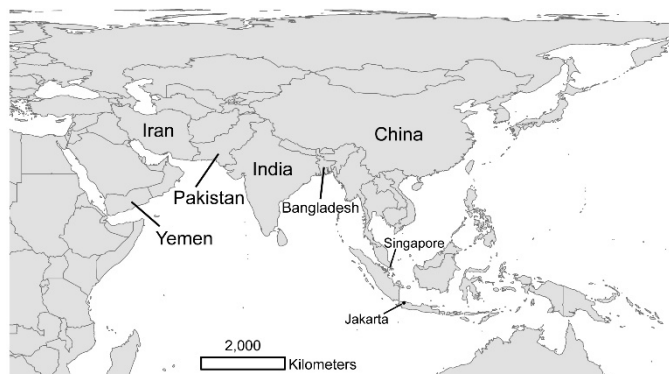 Iran
China
India
Pakistan
Bangladesh
Yemen
Singapore
Jakarta
2,000
Kilometers